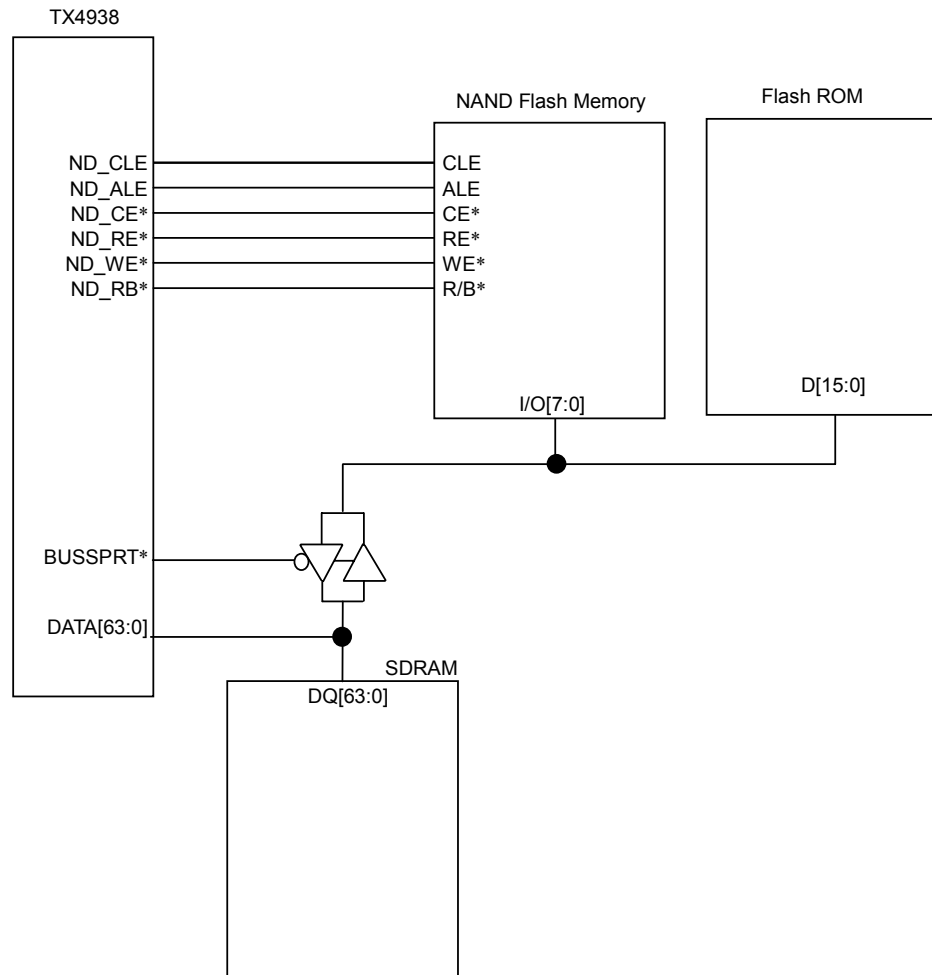 TX4938
NAND Flash Memory
Flash ROM
ND_CLE
CLE
ND_ALE
ALE
ND_CE*
CE*
ND_RE*
RE*
ND_WE*
WE*
ND_RB*
R/B*
D[15:0]
I/O[7:0]
BUSSPRT*
DATA[63:0]
SDRAM
DQ[63:0]